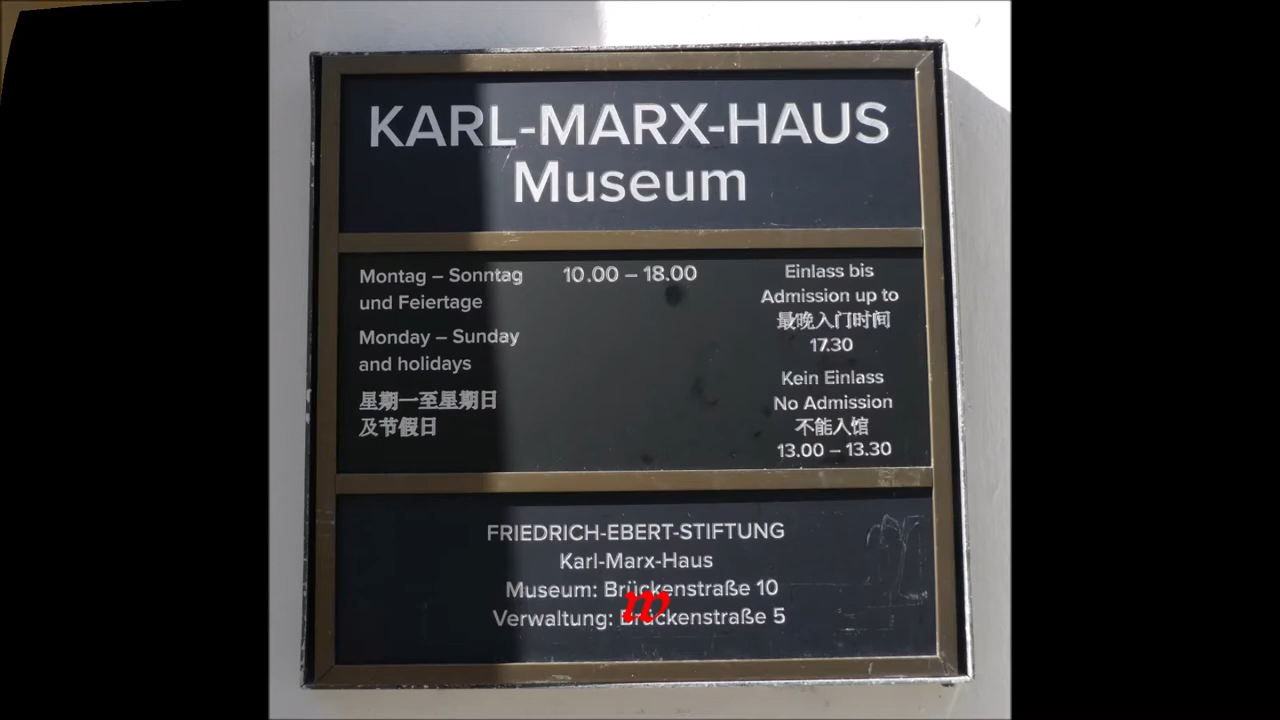 KARL-MARX-HAUS
Museum
Montag – Sonntag 10.00 – 18.00
und Feiertage
Monday – Sunday
and holidays
星期一至星期日
及节假日
Einlass bis
Admission up to
最晚入门时间
17.30
Kein Einlass
No Admission
不能入馆
13.00 – 13.30
FRIEDRICH-EBERT-STIFTUNG
Karl-Marx-Haus
Museum: Brückenstraße 10
Verwaltung: Brückenstraße 5
m